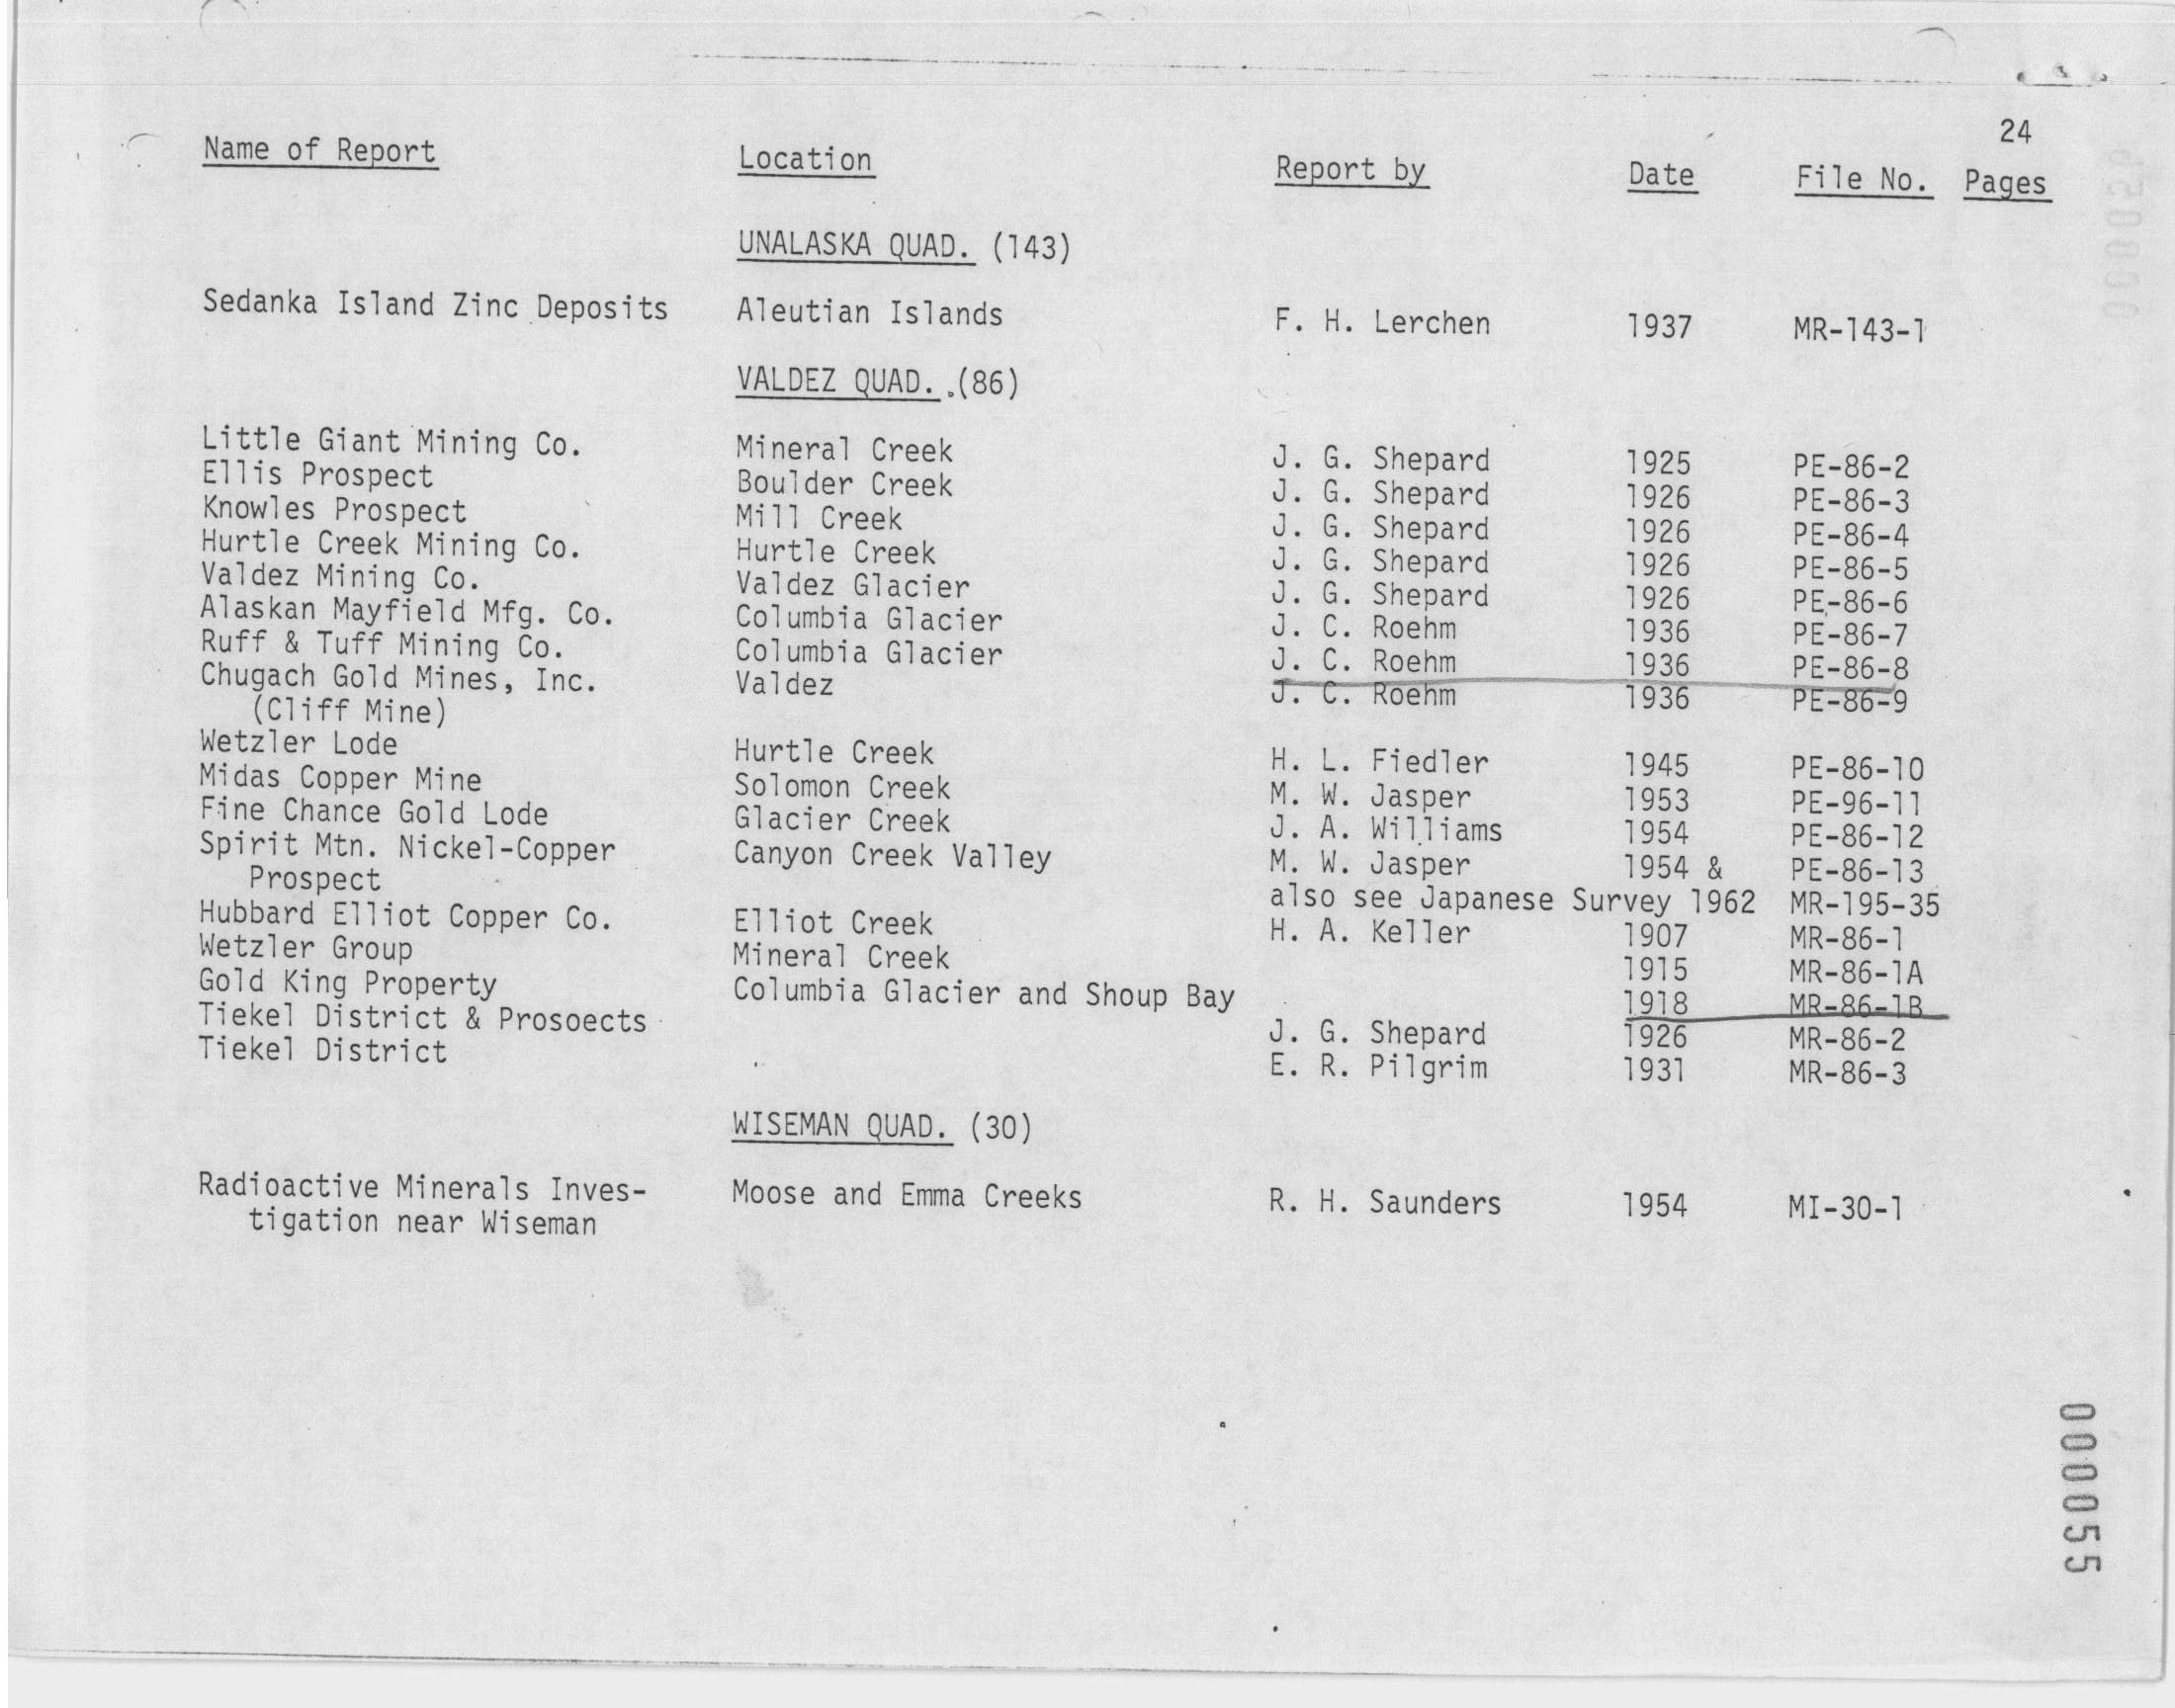 24
Name of Report Location Report by Date File No. Pages
UNALASKA QUAD. (143)
Sedanka Island Zinc Deposits Aleutian Islands F. H. Lerchen 1937 MR-143-1
VALDEZ QUAD. (86)
Little Giant Mining Co. Mineral Creek J. G. Shepard 1925 PE-86-2
Ellis Prospect Boulder Creek J. G. Shepard 1926 PE-86-3
Knowles Prospect Mill Creek J. G. Shepard 1926 PE-86-4
Hurtle Creek Mining Co. Hurtle Creek J. G. Shepard 1926 PE-86-5
Valdez Mining Co. Valdez Glacier J. G. Shepard 1926 PE-86-6
Alaskan Mayfield Mfg. Co. Columbia Glacier J. C. Roehm 1936 PE-86-7
Ruff & Tuff Mining Co. Columbia Glacier J. C. Roehm 1936 PE-86-8
Chugach Gold Mines, Inc. Valdez J. C. Roehm 1936 PE-86-9
(Cliff Mine)
Wetzler Lode Hurtle Creek H. L. Fiedler 1945 PE-86-10
Midas Copper Mine Solomon Creek M. W. Jasper 1953 PE-96-11
Fine Chance Gold Lode Glacier Creek J. A. Williams 1954 PE-86-12
Spirit Mtn. Nickel-Copper Canyon Creek Valley M. W. Jasper 1954 & PE-86-13
Prospect also see Japanese Survey 1962 MR-195-35
Hubbard Elliot Copper Co. Elliot Creek H. A. Keller 1907 MR-86-1
Wetzler Group Mineral Creek 1915 MR-86-1A
Gold King Property Columbia Glacier and Shoup Bay 1918 MR-86-1B
Tiekel District & Prosoects J. G. Shepard 1926 MR-86-2
Tiekel District E. R. Pilgrim 1931 MR-86-3
WISEMAN QUAD. (30)
Radioactive Minerals Inves- Moose and Emma Creeks R. H. Saunders 1954 MI-30-1
tigation near Wiseman
000055